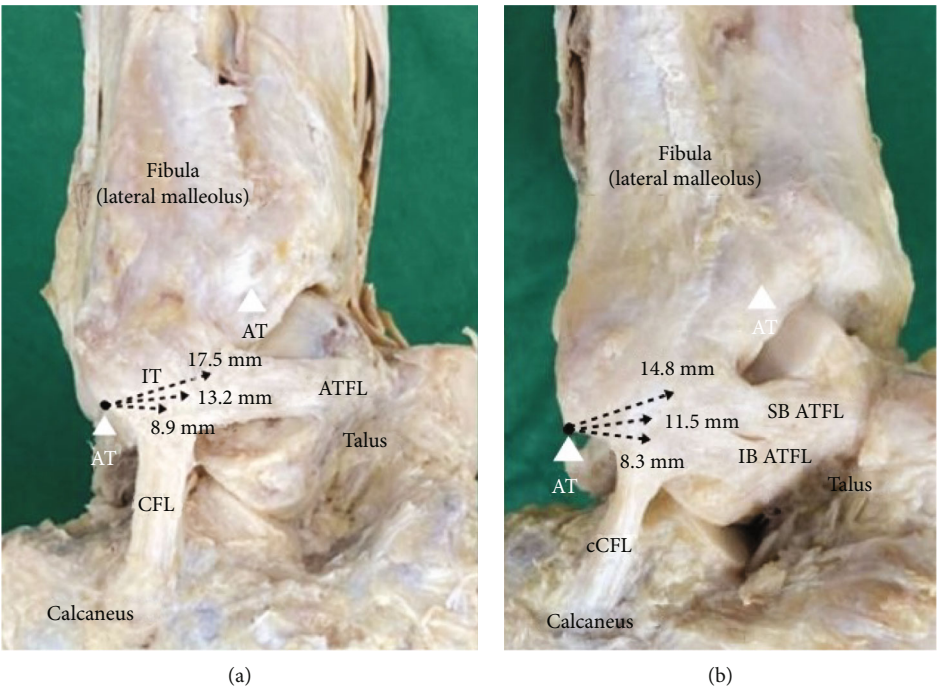 Fibula
(lateral malleolus)
AT
17.5 mm
IT
13.2 mm
ATFL
8.9 mm
AT
Talus
CFL
Calcaneus
(a)
Fibula
(lateral malleolus)
AT
14.8 mm
SB ATFL
11.5 mm
IB ATFL
8.3 mm
AT
Talus
cCFL
Calcaneus
(b)